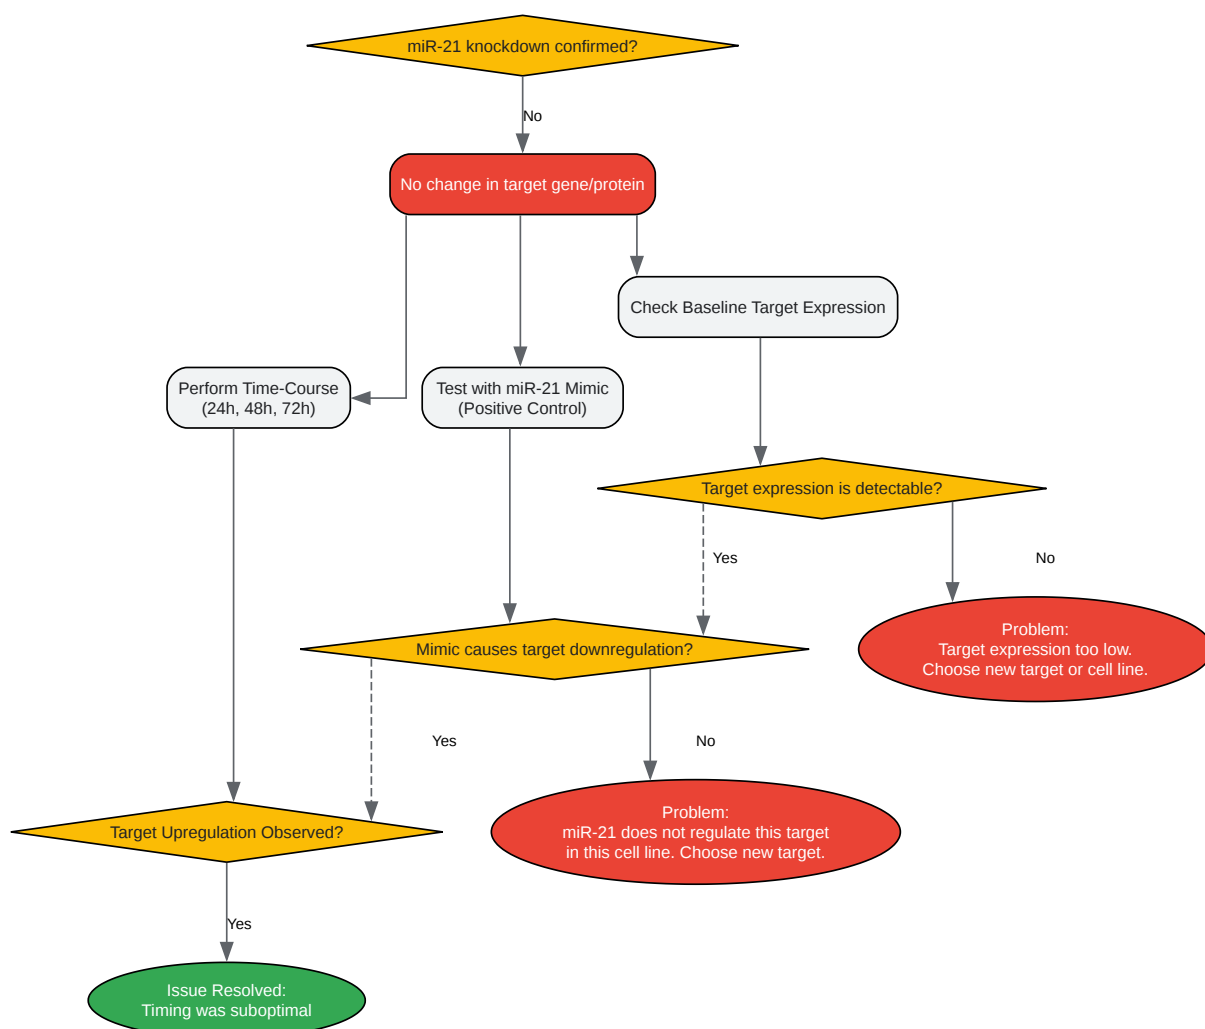 miR-21 knockdown confirmed?
No
No change in target gene/protein
Check Baseline Target Expression
Perform Time-Course
(24h, 48h, 72h)
Test with miR-21 Mimic
(Positive Control)
Target expression is detectable?
Yes
No
Problem:
Target expression too low.
Choose new target or cell line.
Mimic causes target downregulation?
Yes
No
Problem:
miR-21 does not regulate this target
in this cell line. Choose new target.
Target Upregulation Observed?
Yes
Issue Resolved:
Timing was suboptimal